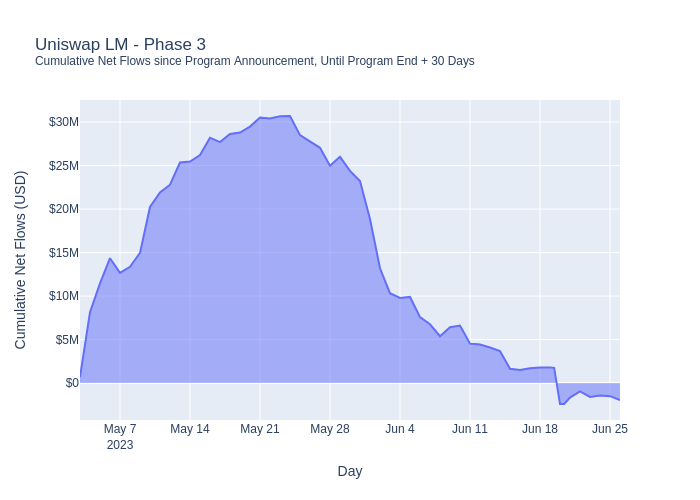 Uniswap LM - Phase 3
Cumulative Net Flows since Program Announcement, Until Program End + 30 Days
Cumulative Net Flows (USD)
$30M
$25M
$20M
$15M
$10M
$5M
$0
May 7 May 14 May 21 May 28 Jun 4 Jun 11 Jun 18 Jun 25
2023
Day